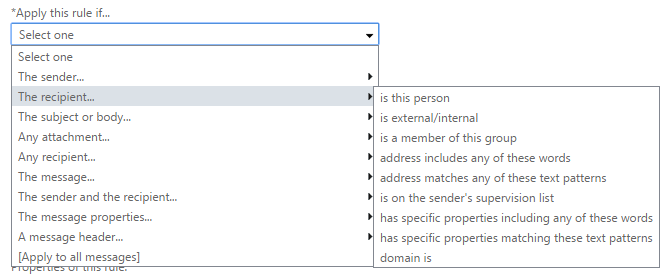 *Apply this rule if...
Select one
Select one
The sender...
The recipient...
The subject or body...
Any attachment...
Any recipient...
The message...
The sender and the recipient...
The message properties...
A message header...
[Apply to all messages]
Properties of this rule:
is this person
is external/internal
is a member of this group
address includes any of these words
address matches any of these text patterns
is on the sender's supervision list
has specific properties including any of these words
has specific properties matching these text patterns
domain is